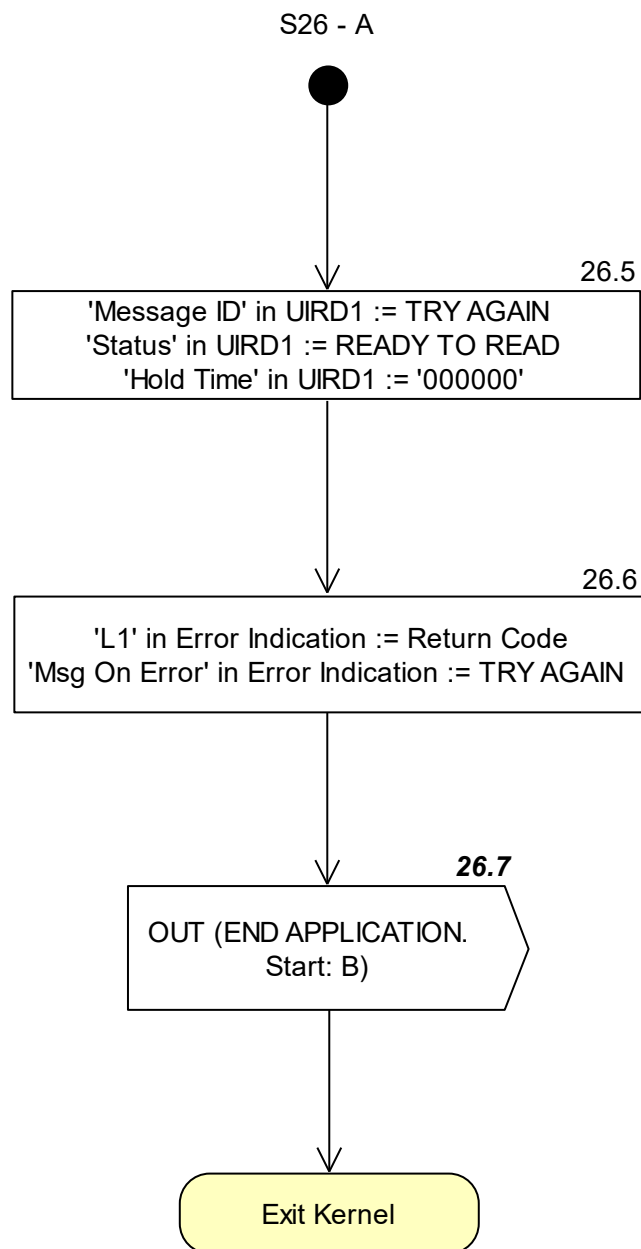 S26 - A
26.5
'Message ID' in UIRD1 := TRY AGAIN
'Status' in UIRD1 := READY TO READ
'Hold Time' in UIRD1 := '000000'
26.6
'L1' in Error Indication := Return Code
'Msg On Error' in Error Indication := TRY AGAIN
26.7
OUT (END APPLICATION.
Start: B)
Exit Kernel